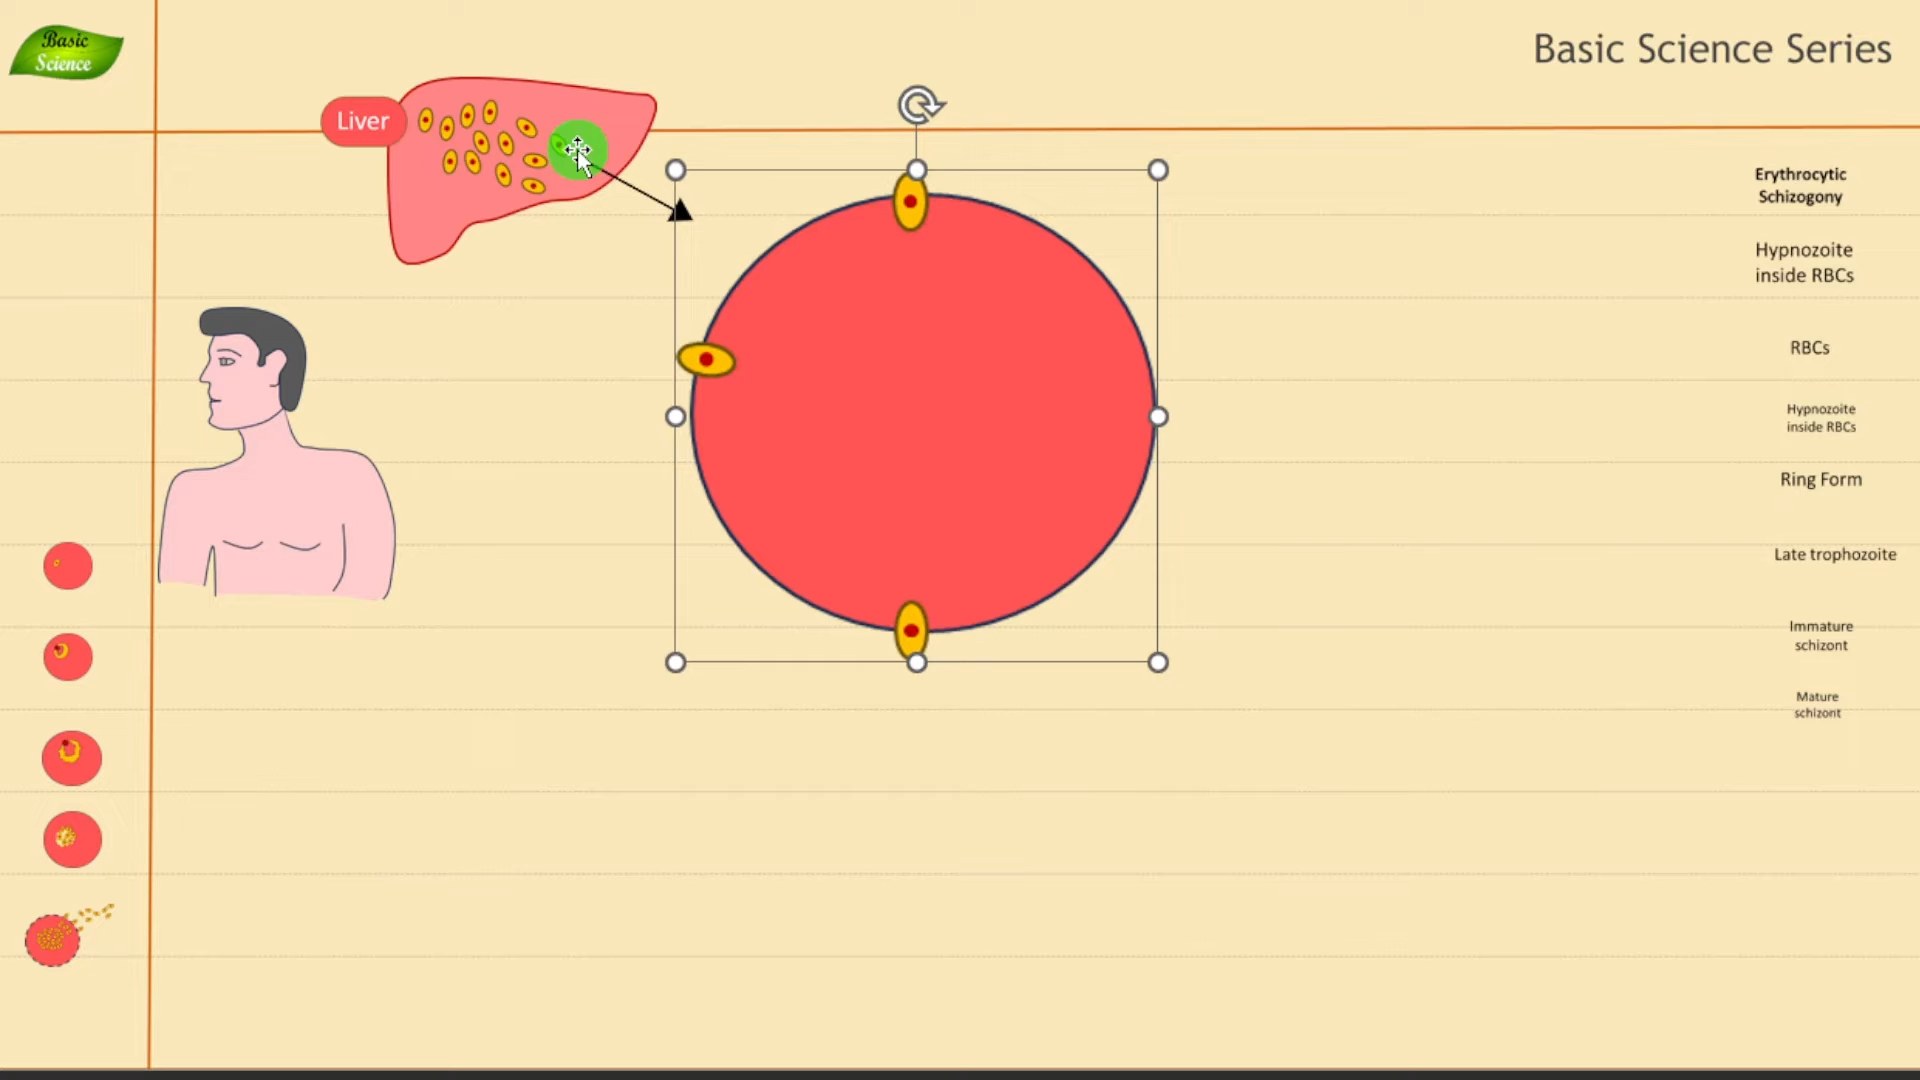 Basic
Science
Basic Science Series
Liver
Erythrocytic
Schizogony
Hypnozoite
inside RBCs
RBCs
Hypnozoite
inside RBCs
Ring Form
Late trophozoite
Immature
schizont
Mature
schizont